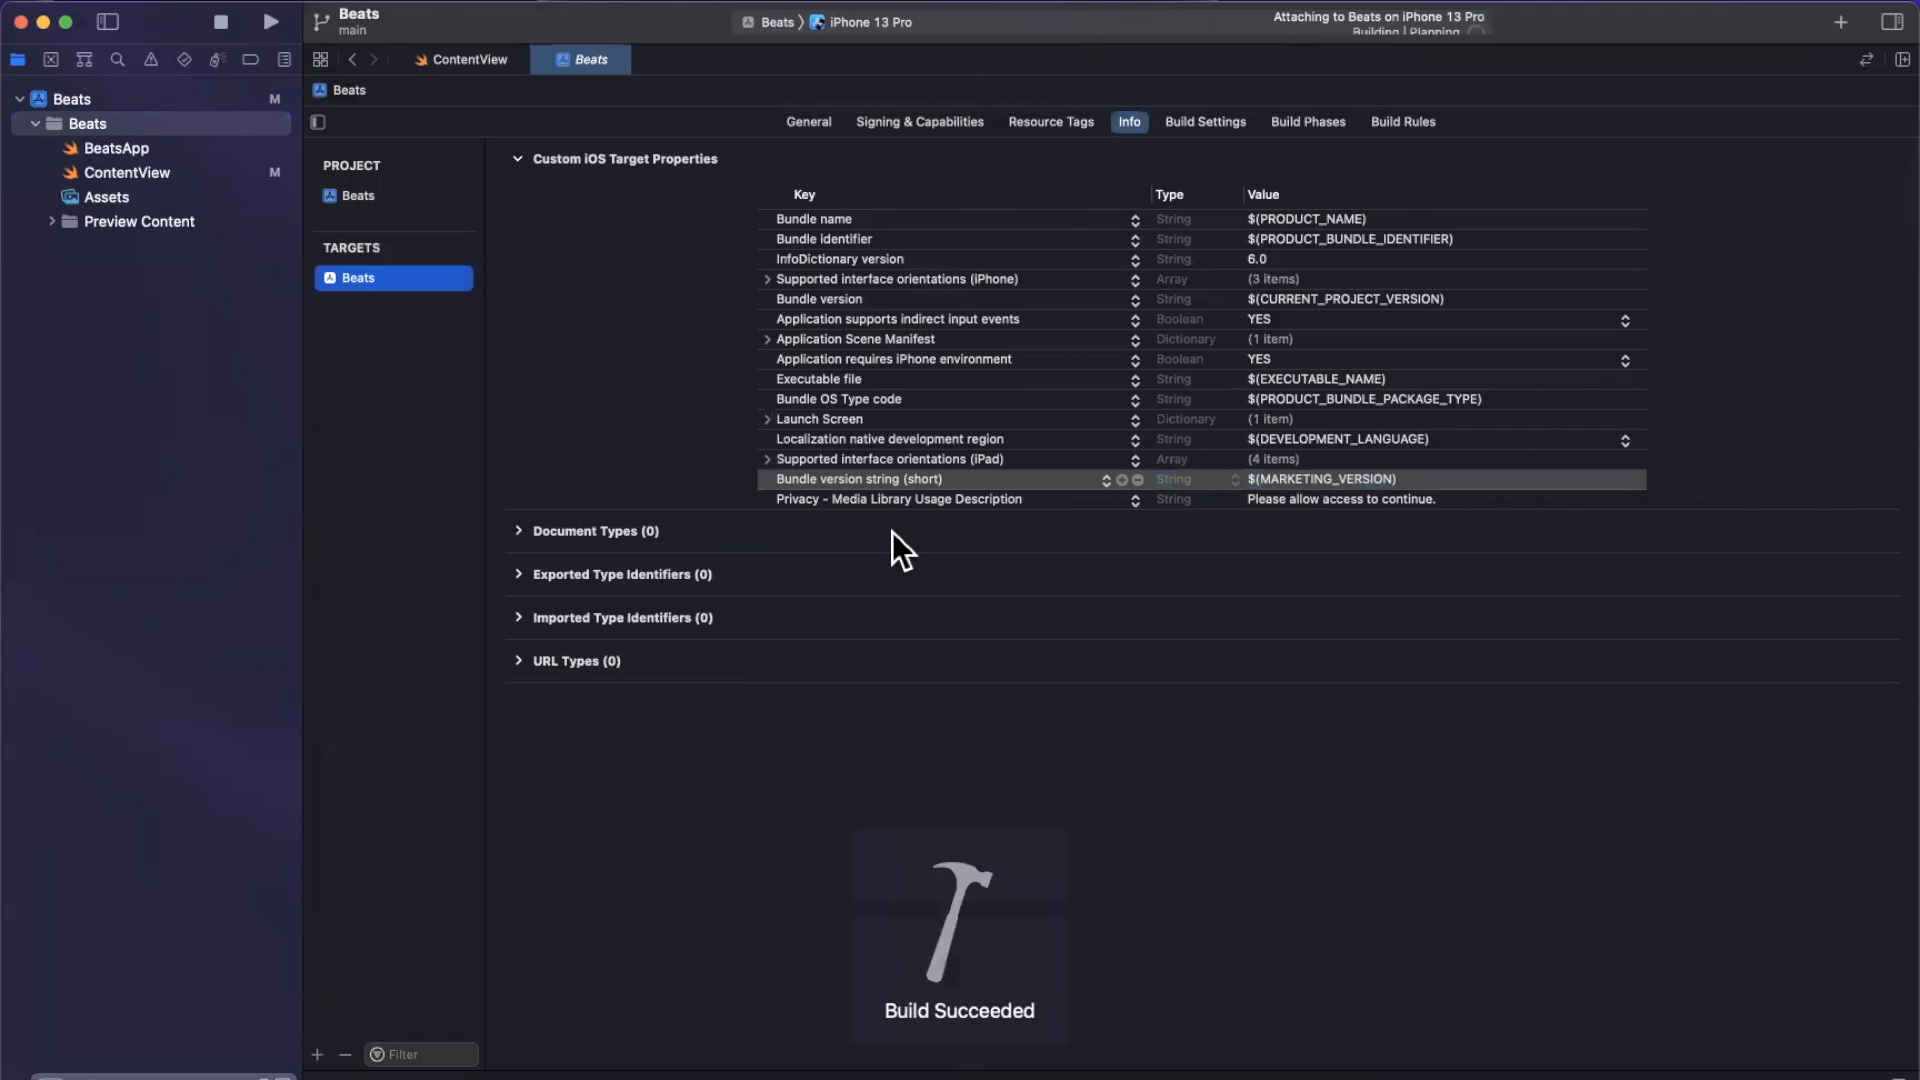 Beats
main
Beats
iPhone 13 Pro
Attaching to Beats on iPhone 13 Pro
Building | Planning
ContentView
Beats
Beats
Beats
M
Beats
BeatsApp
ContentView
M
Assets
Preview Content
General
Signing & Capabilities
Resource Tags
Info
Build Settings
Build Phases
Build Rules
PROJECT
Beats
TARGETS
Beats
Custom iOS Target Properties
Key Type Value
Bundle name String $(PRODUCT_NAME)
Bundle identifier String $(PRODUCT_BUNDLE_IDENTIFIER)
InfoDictionary version String 6.0
Supported interface orientations (iPhone) Array (3 items)
Bundle version String $(CURRENT_PROJECT_VERSION)
Application supports indirect input events Boolean YES
Application Scene Manifest Dictionary (1 item)
Application requires iPhone environment Boolean YES
Executable file String $(EXECUTABLE_NAME)
Bundle OS Type code String $(PRODUCT_BUNDLE_PACKAGE_TYPE)
Launch Screen Dictionary (1 item)
Localization native development region String $(DEVELOPMENT_LANGUAGE)
Supported interface orientations (iPad) Array (4 items)
Bundle version string (short) String $(MARKETING_VERSION)
Privacy - Media Library Usage Description String Please allow access to continue.
Document Types (0)
Exported Type Identifiers (0)
Imported Type Identifiers (0)
URL Types (0)
Build Succeeded
Filter